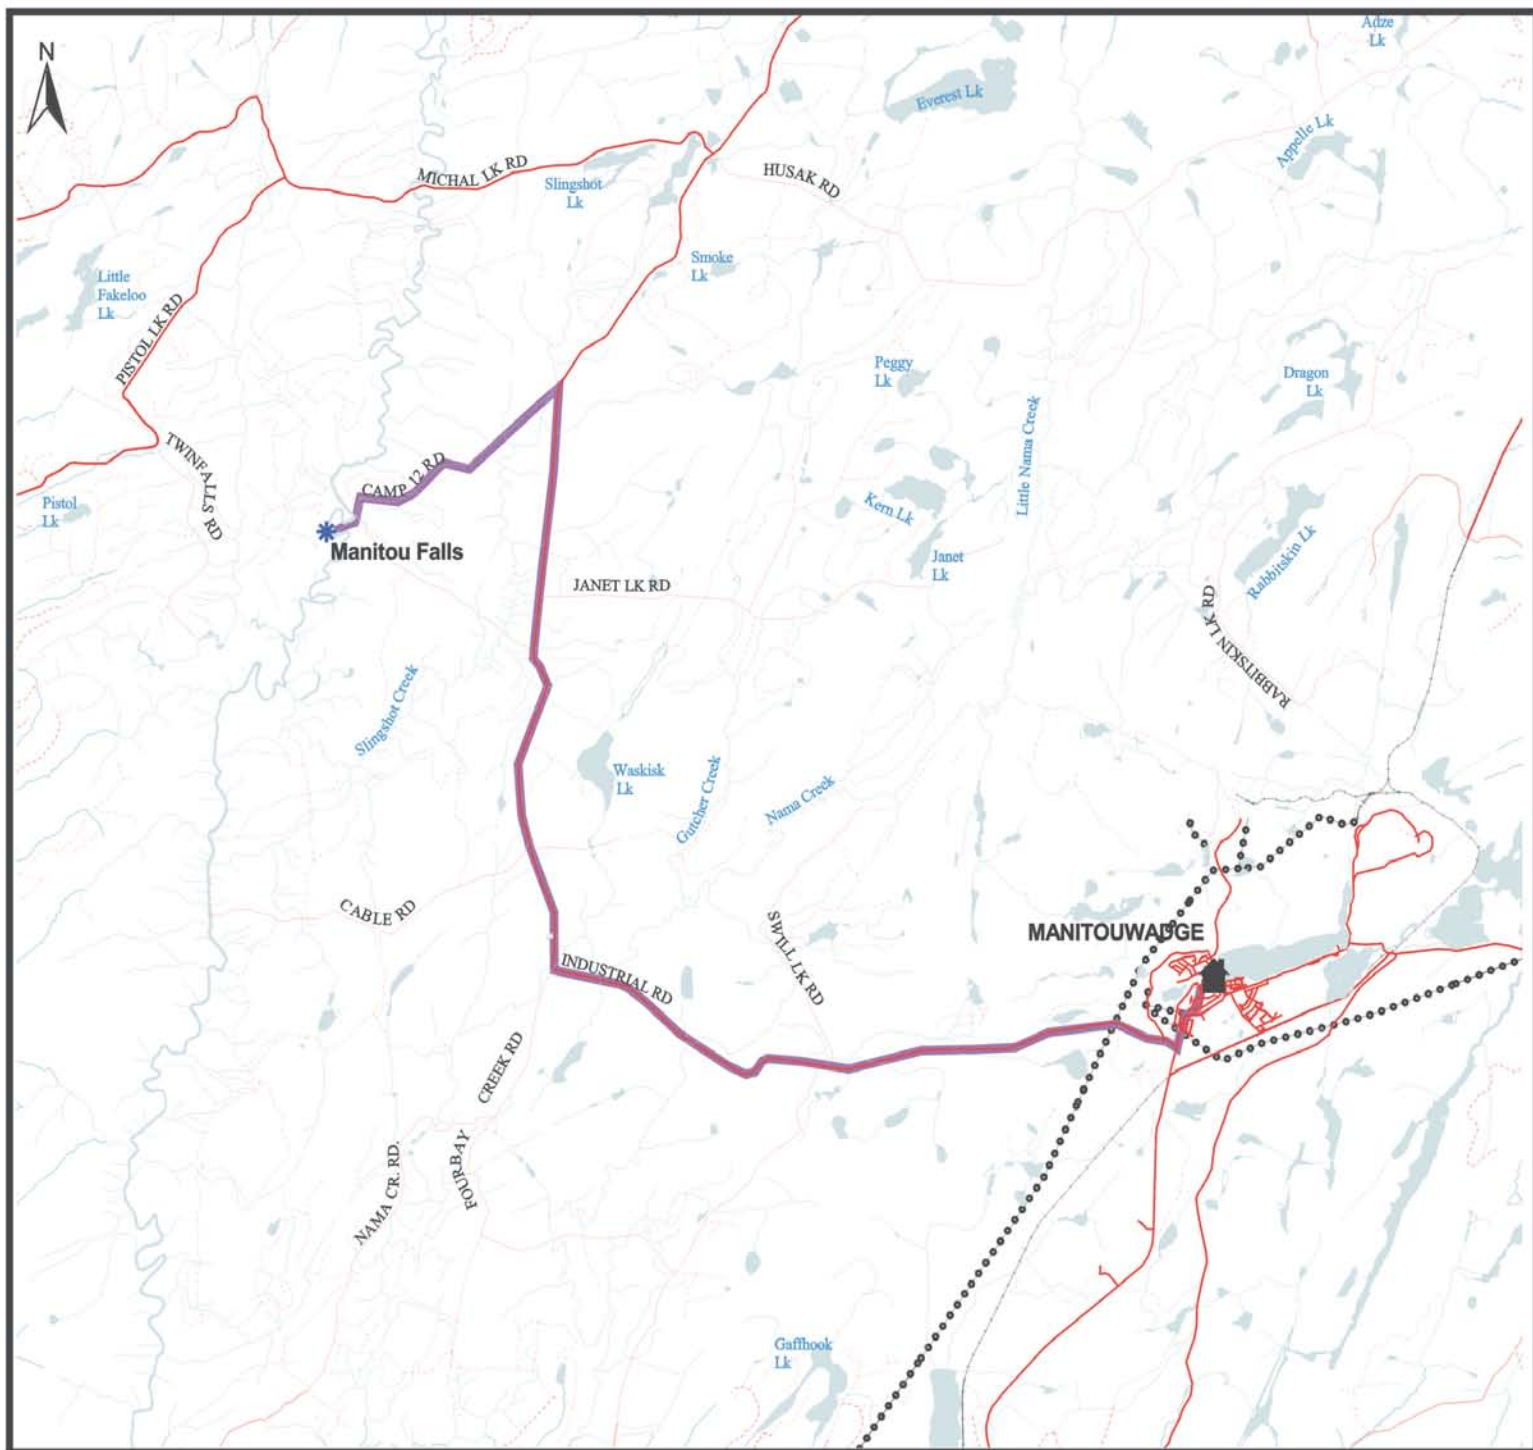 N
Adze
Lk
Everest Lk
Appelle Lk
MICHAL LK RD
HUSAK RD
Slingshot
Lk
Smoke
Lk
Little
Fakeloo
Lk
PISTOL LK RD
Peggy
Lk
Dragon
Lk
Little Nama Creek
TWINFALLS RD
CAMP 12 RD
Pistol
Lk
Kern Lk
Manitou Falls
Janet
Lk
Rabbitskin Lk
JANET LK RD
RABBITSKIN LK RD
Slingshot Creek
Waskisk
Lk
Gutcher Creek
Nama Creek
CABLE RD
SWILL LK RD
MANITOUWADGE
INDUSTRIAL RD
FOURBAY
CREEK RD
NAMA CR. RD.
Gaffhook
Lk